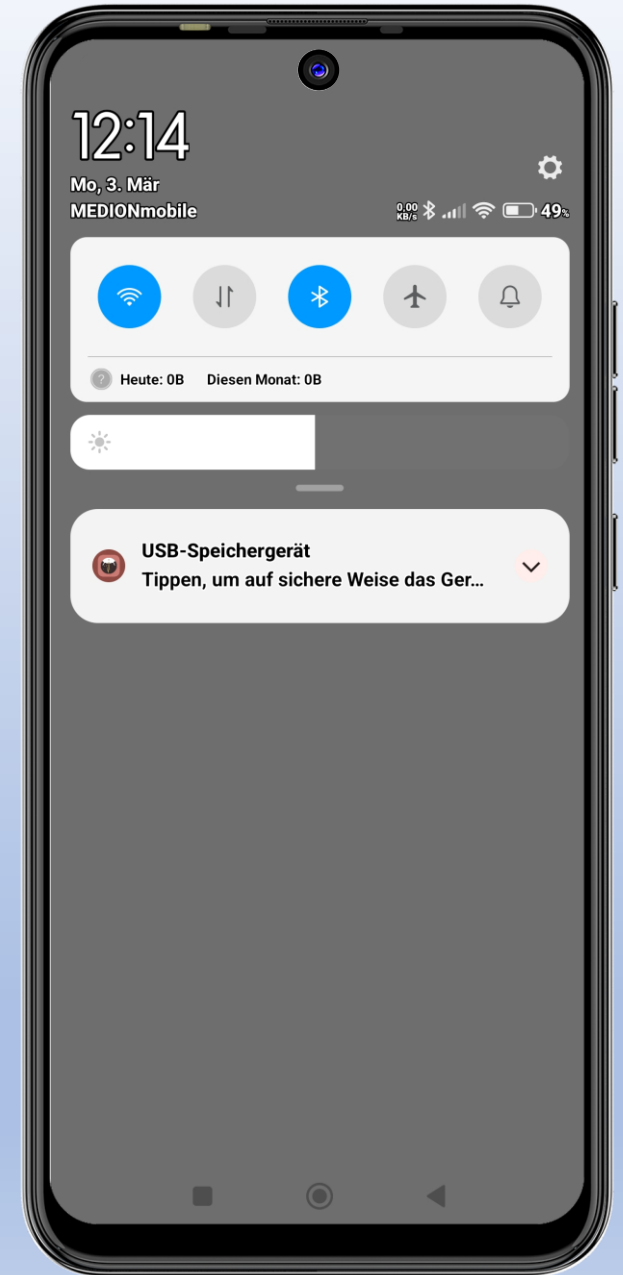 12:14
Mo, 3. Mär
MEDIONmobile
0.00
KB/s
49%
Heute: 0B Diesen Monat: 0B
USB-Speichergerät
Tippen, um auf sichere Weise das Ger...